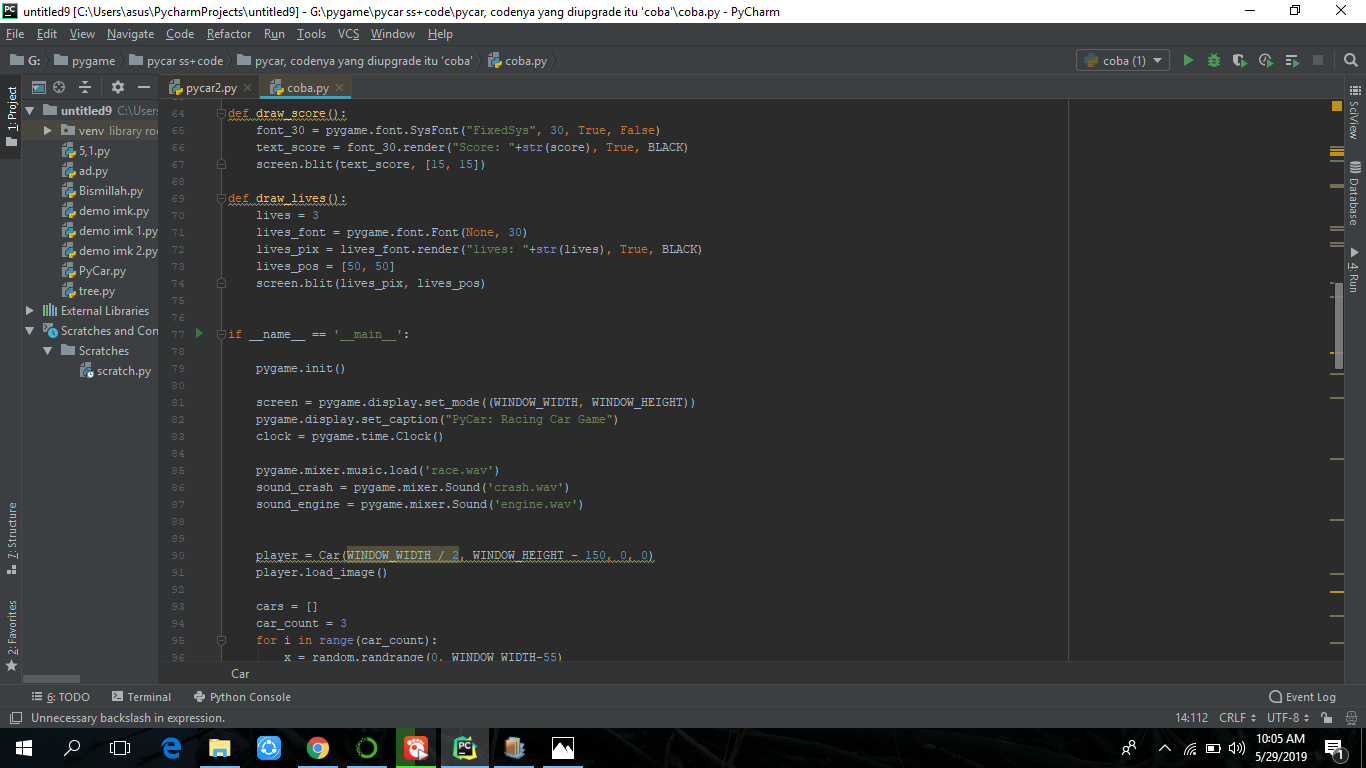 untitled9 [C:\Users\asus\PycharmProjects\untitled9] - G:\pygame\pycar ss+code\pycar, codenya yang diupgrade itu 'coba'\coba.py - PyCharm
File Edit View Navigate Code Refactor Run Tools VCS Window Help
G: pygame pycar ss+code pycar, codenya yang diupgrade itu 'coba' coba.py coba (1)
1: Project
pycar2.py coba.py
untitled9 C:\Users
venv library roo
5,1.py
ad.py
Bismillah.py
demo imk.py
demo imk 1.py
demo imk 2.py
PyCar.py
tree.py
External Libraries
Scratches and Con
Scratches
scratch.py
7: Structure
2: Favorites
64 def draw_score():
65 font_30 = pygame.font.SysFont("FixedSys", 30, True, False)
66 text_score = font_30.render("Score: "+str(score), True, BLACK)
67 screen.blit(text_score, [15, 15])
68
69 def draw_lives():
70 lives = 3
71 lives_font = pygame.font.Font(None, 30)
72 lives_pix = lives_font.render("lives: "+str(lives), True, BLACK)
73 lives_pos = [50, 50]
74 screen.blit(lives_pix, lives_pos)
75
76
77 if __name__ == '__main__':
78
79 pygame.init()
80
81 screen = pygame.display.set_mode((WINDOW_WIDTH, WINDOW_HEIGHT))
82 pygame.display.set_caption("PyCar: Racing Car Game")
83 clock = pygame.time.Clock()
84
85 pygame.mixer.music.load('race.wav')
86 sound_crash = pygame.mixer.Sound('crash.wav')
87 sound_engine = pygame.mixer.Sound('engine.wav')
88
89
90 player = Car(WINDOW_WIDTH / 2, WINDOW_HEIGHT - 150, 0, 0)
91 player.load_image()
92
93 cars = []
94 car_count = 3
95 for i in range(car_count):
96 x = random.randrange(0, WINDOW_WIDTH-55)
Car
SciView
Database
4: Run
6: TODO Terminal Python Console Event Log
Unnecessary backslash in expression. 14:112 CRLF UTF-8
10:05 AM
5/29/2019
1